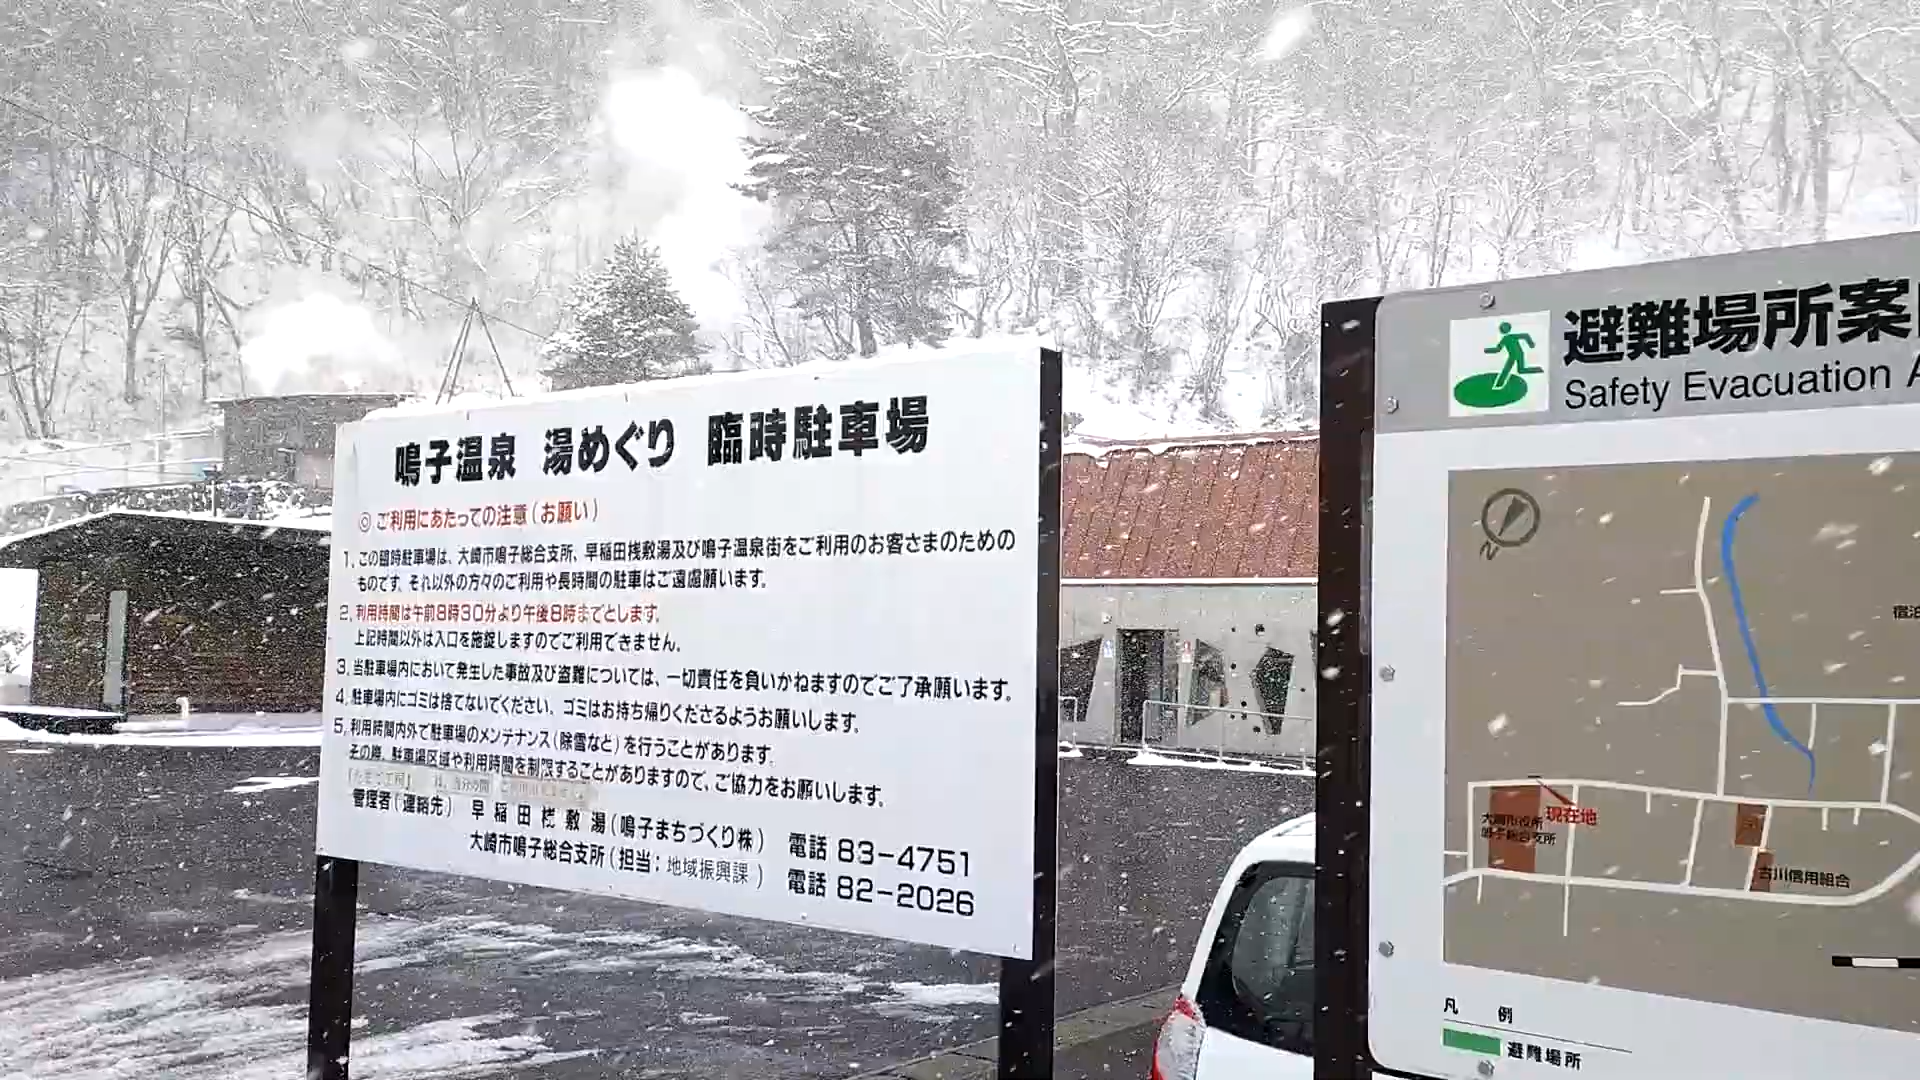 鳴子温泉 湯めぐり 臨時駐車場
◎ ご利用にあたっての注意(お願い)
1, この臨時駐車場は、大崎市鳴子総合支所、早稲田桟敷湯及び鳴子温泉街をご利用のお客さまのための
ものです。それ以外の方々のご利用や長時間の駐車はご遠慮願います。
2, 利用時間は午前8時30分より午後8時までとします。
上記時間以外は入口を施錠しますのでご利用できません。
3, 当駐車場内において発生した事故及び盗難については、一切責任を負いかねますのでご了承願います。
4, 駐車場内にゴミは捨てないでください、ゴミはお持ち帰りくださるようお願いします。
5, 利用時間内外で駐車場のメンテナンス(除雪など)を行うことがあります。
その際、駐車場区域や利用時間を制限することがありますので、ご協力をお願いします。
管理者(連絡先) 早稲田桟敷湯(鳴子まちづくり株) 電話 83-4751
大崎市鳴子総合支所(担当:地域振興課) 電話 82-2026
避難場所案
Safety Evacuation A
N
宿泊
現在地
大崎市役所
鳴子総合支所
古川信用組合
凡 例
避難場所